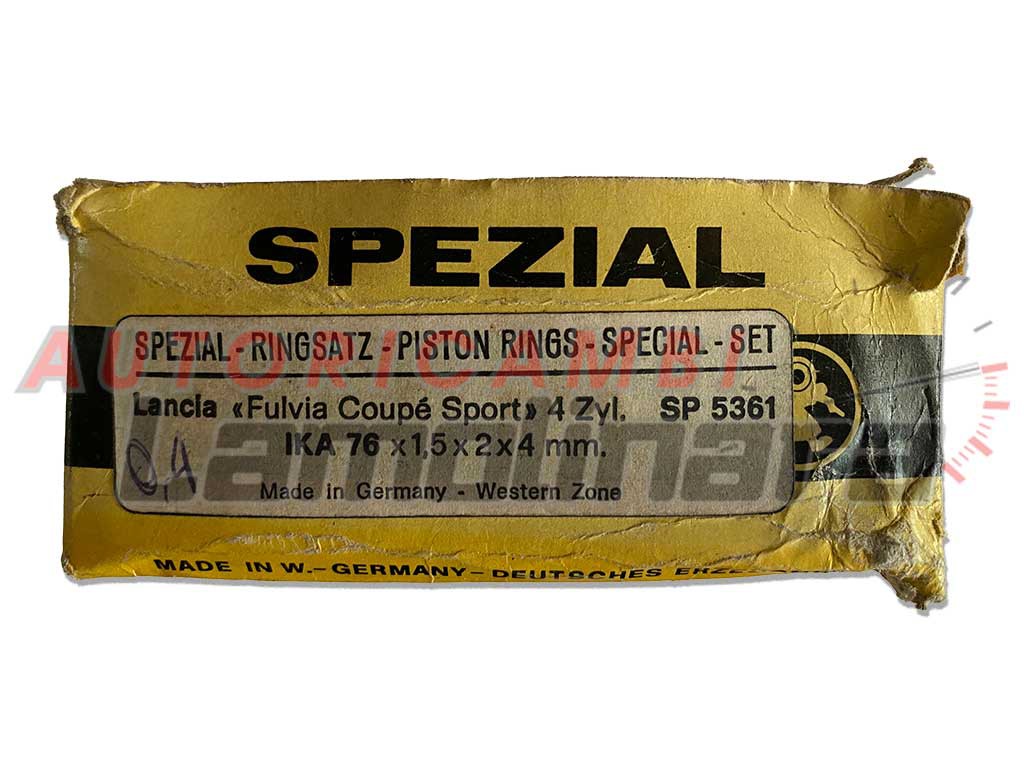 SPEZIAL
SPEZIAL - RINGSATZ - PISTON RINGS - SPECIAL - SET
AUTORICAMBI
Lancia «Fulvia Coupé Sport» 4 Zyl. SP 5361
IKA 76 x 1,5 x 2 x 4 mm.
0,4
Made in Germany - Western Zone
MADE IN W.-GERMANY-DEUTSCHES